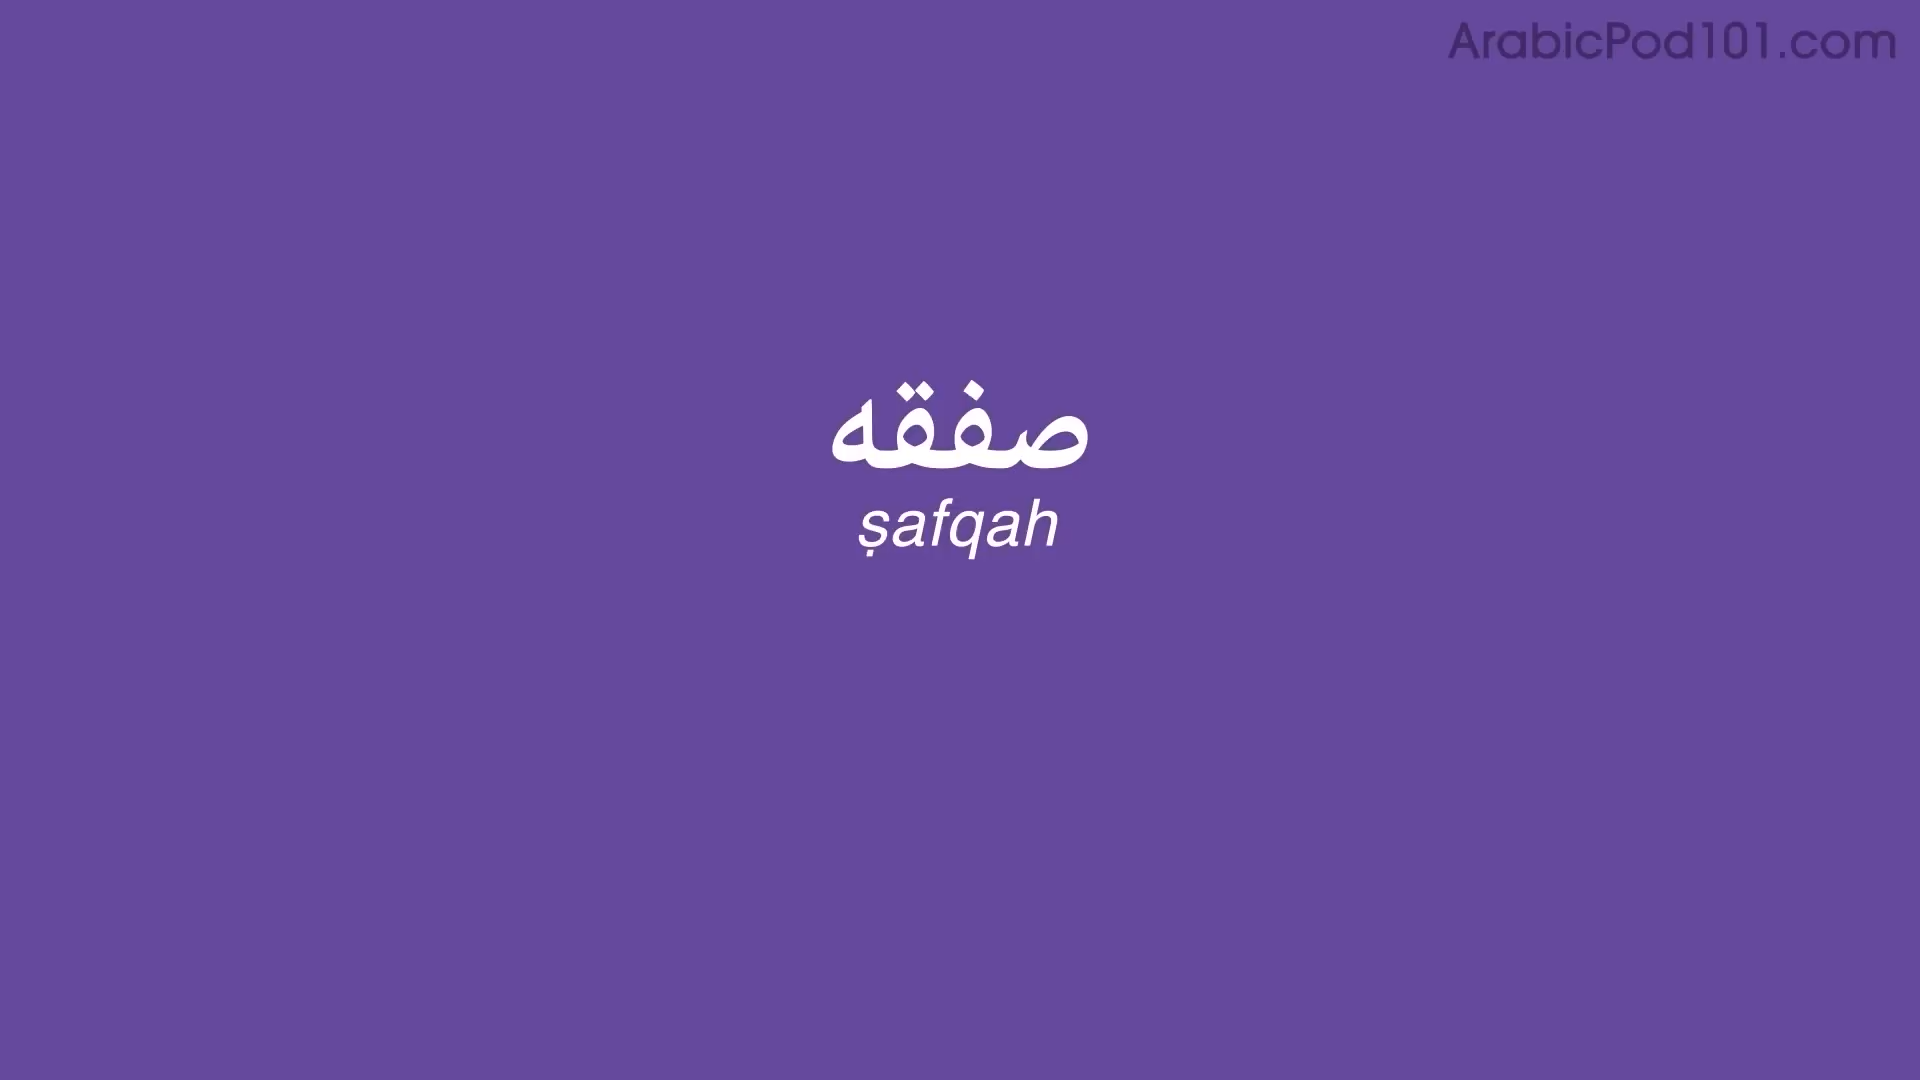 ArabicPod101.com
صفقه
ṣafqah